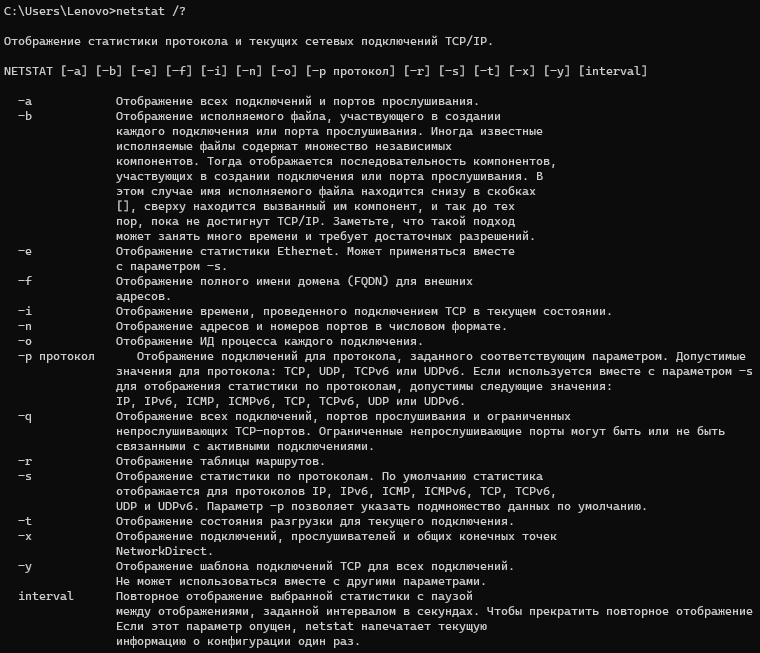 C:\Users\Lenovo>netstat /?
Отображение статистики протокола и текущих сетевых подключений TCP/IP.
NETSTAT [-a] [-b] [-e] [-f] [-i] [-n] [-o] [-p протокол] [-r] [-s] [-t] [-x] [-y] [interval]
-a Отображение всех подключений и портов прослушивания.
-b Отображение исполняемого файла, участвующего в создании
каждого подключения или порта прослушивания. Иногда известные
исполняемые файлы содержат множество независимых
компонентов. Тогда отображается последовательность компонентов,
участвующих в создании подключения или порта прослушивания. В
этом случае имя исполняемого файла находится снизу в скобках
[], сверху находится вызванный им компонент, и так до тех
пор, пока не достигнут TCP/IP. Заметьте, что такой подход
может занять много времени и требует достаточных разрешений.
-e Отображение статистики Ethernet. Может применяться вместе
с параметром -s.
-f Отображение полного имени домена (FQDN) для внешних
адресов.
-i Отображение времени, проведенного подключением TCP в текущем состоянии.
-n Отображение адресов и номеров портов в числовом формате.
-o Отображение ИД процесса каждого подключения.
-p протокол Отображение подключений для протокола, заданного соответствующим параметром. Допустимые
значения для протокола: TCP, UDP, TCPv6 или UDPv6. Если используется вместе с параметром -s
для отображения статистики по протоколам, допустимы следующие значения:
IP, IPv6, ICMP, ICMPv6, TCP, TCPv6, UDP или UDPv6.
-q Отображение всех подключений, портов прослушивания и ограниченных
непрослушивающих TCP-портов. Ограниченные непрослушивающие порты могут быть или не быть
связанными с активными подключениями.
-r Отображение таблицы маршрутов.
-s Отображение статистики по протоколам. По умолчанию статистика
отображается для протоколов IP, IPv6, ICMP, ICMPv6, TCP, TCPv6,
UDP и UDPv6. Параметр -p позволяет указать подмножество данных по умолчанию.
-t Отображение состояния разгрузки для текущего подключения.
-x Отображение подключений, прослушивателей и общих конечных точек
NetworkDirect.
-y Отображение шаблона подключений TCP для всех подключений.
Не может использоваться вместе с другими параметрами.
interval Повторное отображение выбранной статистики с паузой
между отображениями, заданной интервалом в секундах. Чтобы прекратить повторное отображение
Если этот параметр опущен, netstat напечатает текущую
информацию о конфигурации один раз.